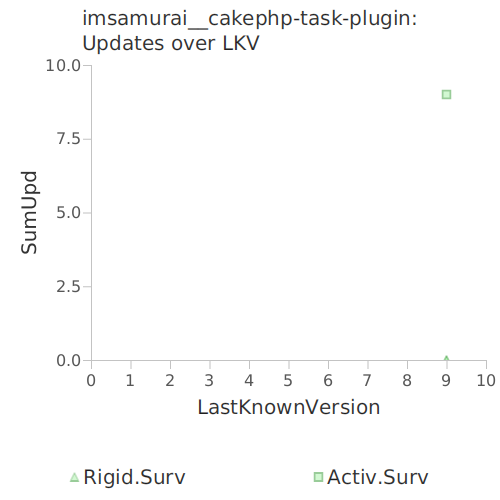 imsamurai__cakephp-task-plugin:
Updates over LKV
10.0
7.5
5.0
2.5
0.0
SumUpd
0 1 2 3 4 5 6 7 8 9 10
LastKnownVersion
Rigid.Surv Activ.Surv